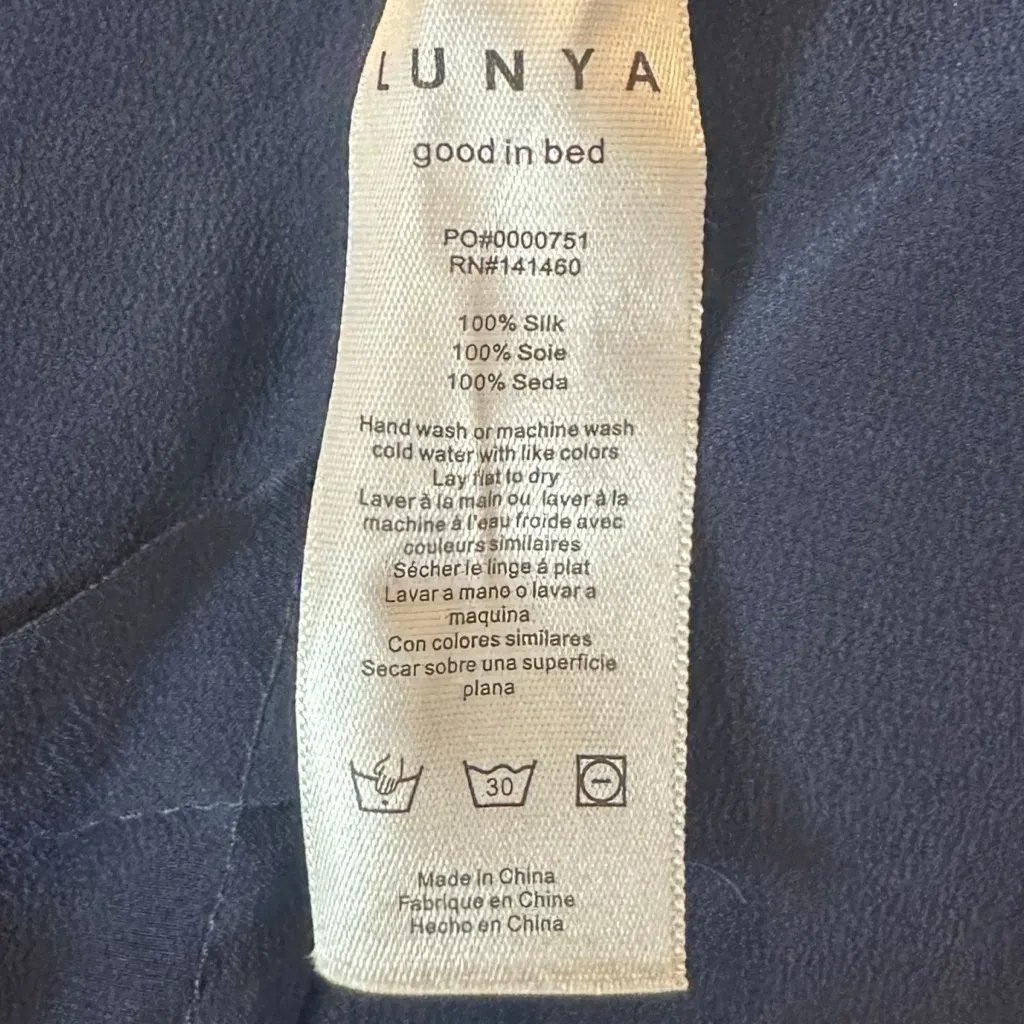 LUNYA
good in bed
PO#0000751
RN#141460
100% Silk
100% Soie
100% Seda
Hand wash or machine wash
cold water with like colors
Lay flat to dry
Laver à la main ou laver à la
machine à l'eau froide avec
couleurs similaires
Sécher le linge á plat
Lavar a mano o lavar a
maquina
Con colores similares
Secar sobre una superficie
plana
30
Made in China
Fabrique en Chine
Hecho en China